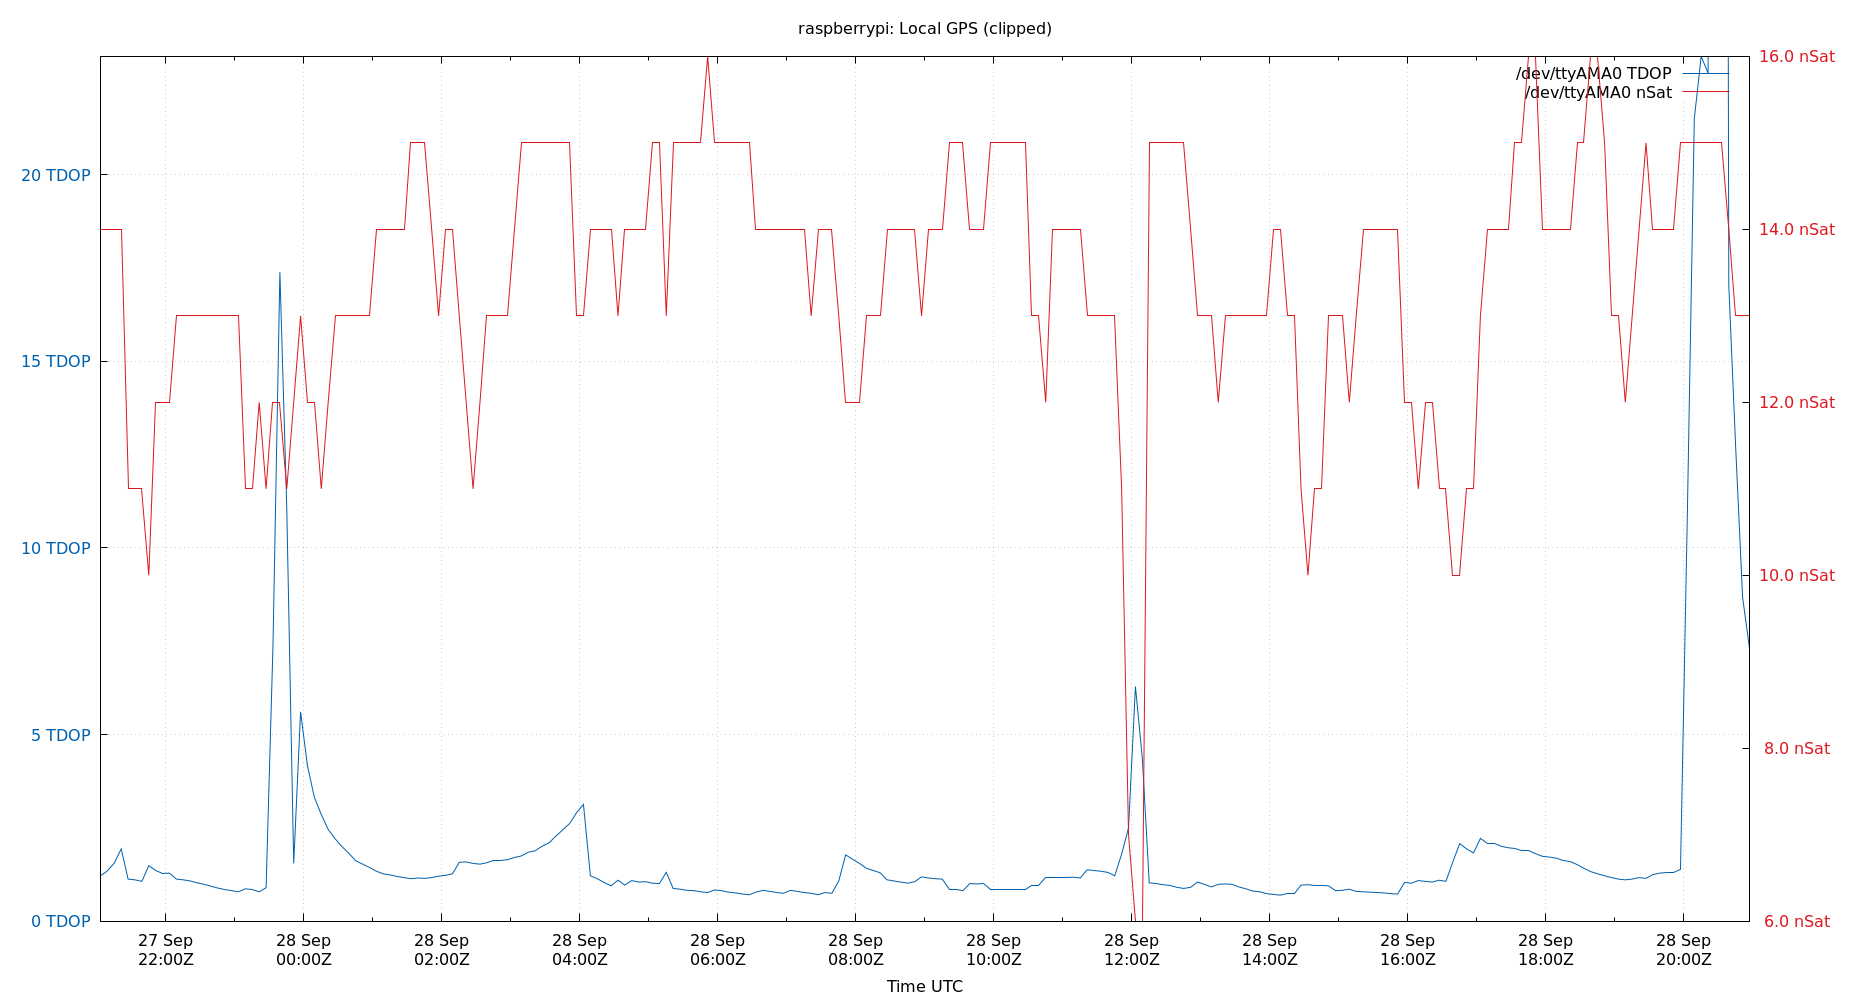 raspberrypi: Local GPS (clipped)
16.0 nSat
/dev/ttyAMA0 TDOP
/dev/ttyAMA0 nSat
20 TDOP
14.0 nSat
15 TDOP
12.0 nSat
10 TDOP
10.0 nSat
5 TDOP
8.0 nSat
0 TDOP
6.0 nSat
27 Sep 28 Sep 28 Sep 28 Sep 28 Sep 28 Sep 28 Sep 28 Sep 28 Sep 28 Sep 28 Sep 28 Sep
22:00Z 00:00Z 02:00Z 04:00Z 06:00Z 08:00Z 10:00Z 12:00Z 14:00Z 16:00Z 18:00Z 20:00Z
Time UTC